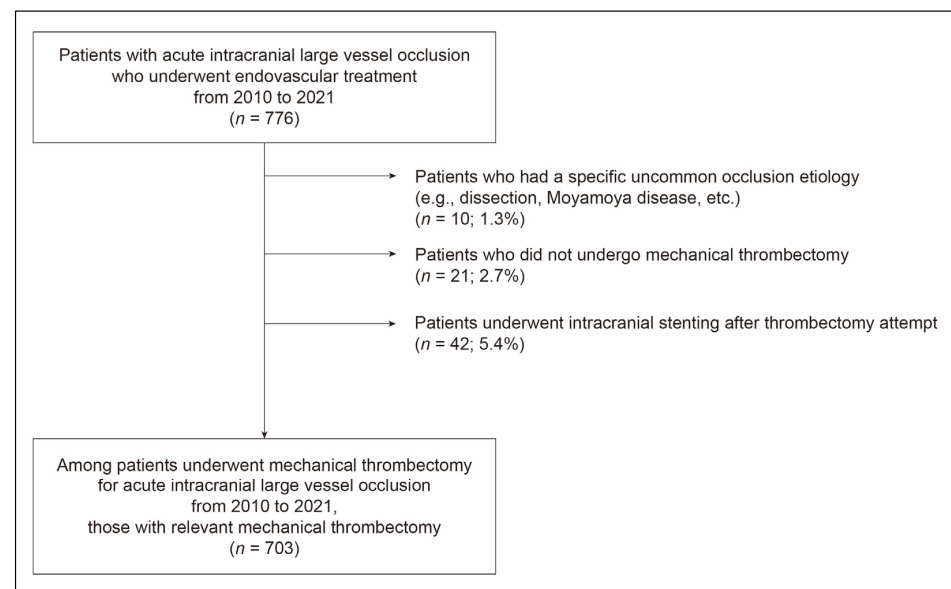 Patients with acute intracranial large vessel occlusion
who underwent endovascular treatment
from 2010 to 2021
(n = 776)
Patients who had a specific uncommon occlusion etiology
(e.g., dissection, Moyamoya disease, etc.)
(n = 10; 1.3%)
Patients who did not undergo mechanical thrombectomy
(n = 21; 2.7%)
Patients underwent intracranial stenting after thrombectomy attempt
(n = 42; 5.4%)
Among patients underwent mechanical thrombectomy
for acute intracranial large vessel occlusion
from 2010 to 2021,
those with relevant mechanical thrombectomy
(n = 703)